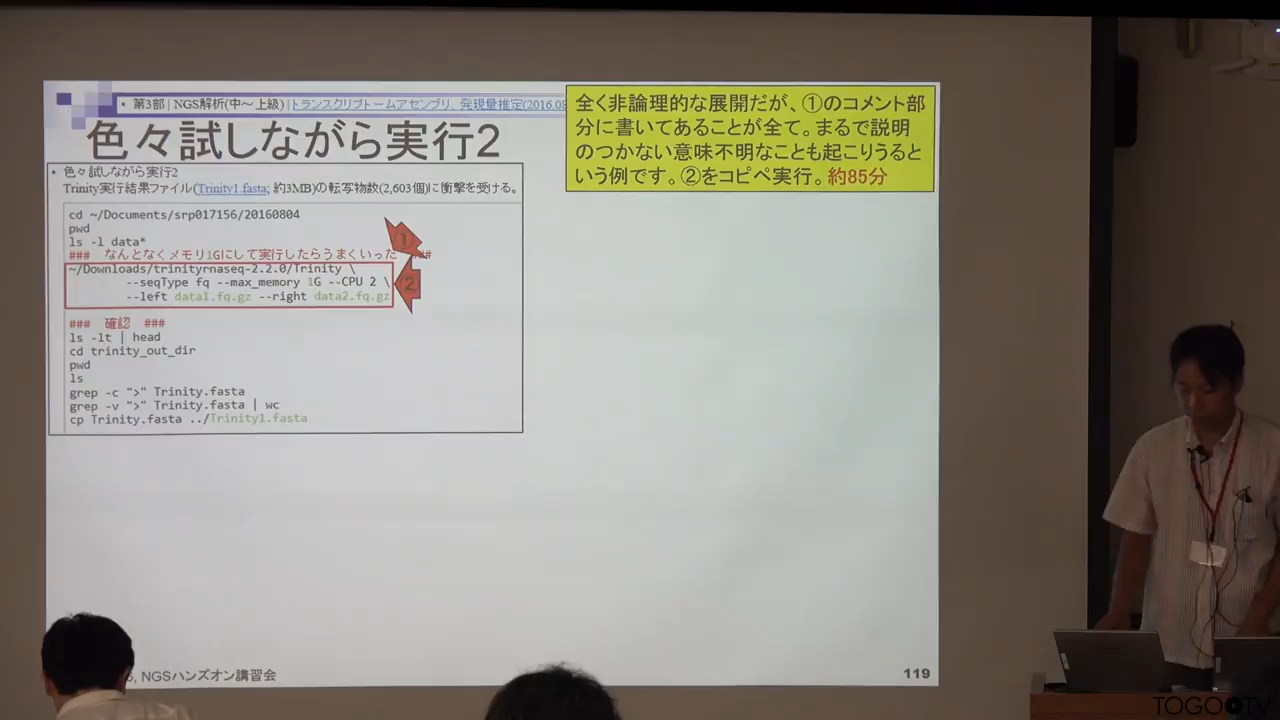 ・第3部 | NGS解析(中～上級) |トランスクリプトームアセンブリ、発現量推定(2016.08
色々試しながら実行2
全く非論理的な展開だが、①のコメント部
分に書いてあることが全て。まるで説明
のつかない意味不明なことも起こりうると
いう例です。②をコピペ実行。約85分
・色々試しながら実行2
Trinity実行結果ファイル(Trinity1.fasta; 約3MB)の転写物数(2,603個)に衝撃を受ける。
cd ~/Documents/srp017156/20160804
pwd
ls -l data*
### なんとなくメモリ1Gにして実行したらうまくいった ###
~/Downloads/trinityrnaseq-2.2.0/Trinity \
--seqType fq --max_memory 1G --CPU 2 \
--left data1.fq.gz --right data2.fq.gz
①
②
### 確認 ###
ls -lt | head
cd trinity_out_dir
pwd
ls
grep -c ">" Trinity.fasta
grep -v ">" Trinity.fasta | wc
cp Trinity.fasta ../Trinity1.fasta
, NGSハンズオン講習会
119
TOGOTV